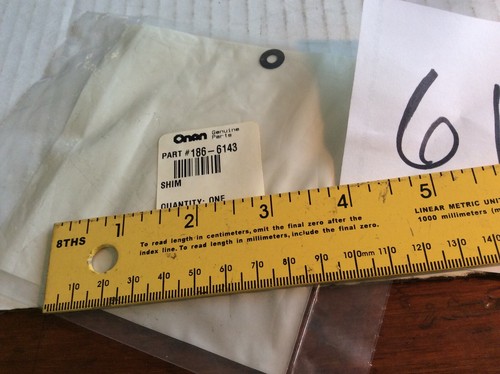 Onan Genuine Parts
PART # 186-6143
SHIM
QUANTITY: ONE
61
1 2 3 4 5
8THS
To read length in centimeters, omit the final zero after the
index line. To read length in millimeters, include the final zero.
LINEAR METRIC
1000 millimeters
10 20 30 40 50 60 70 80 90 100mm 110 120 130 140